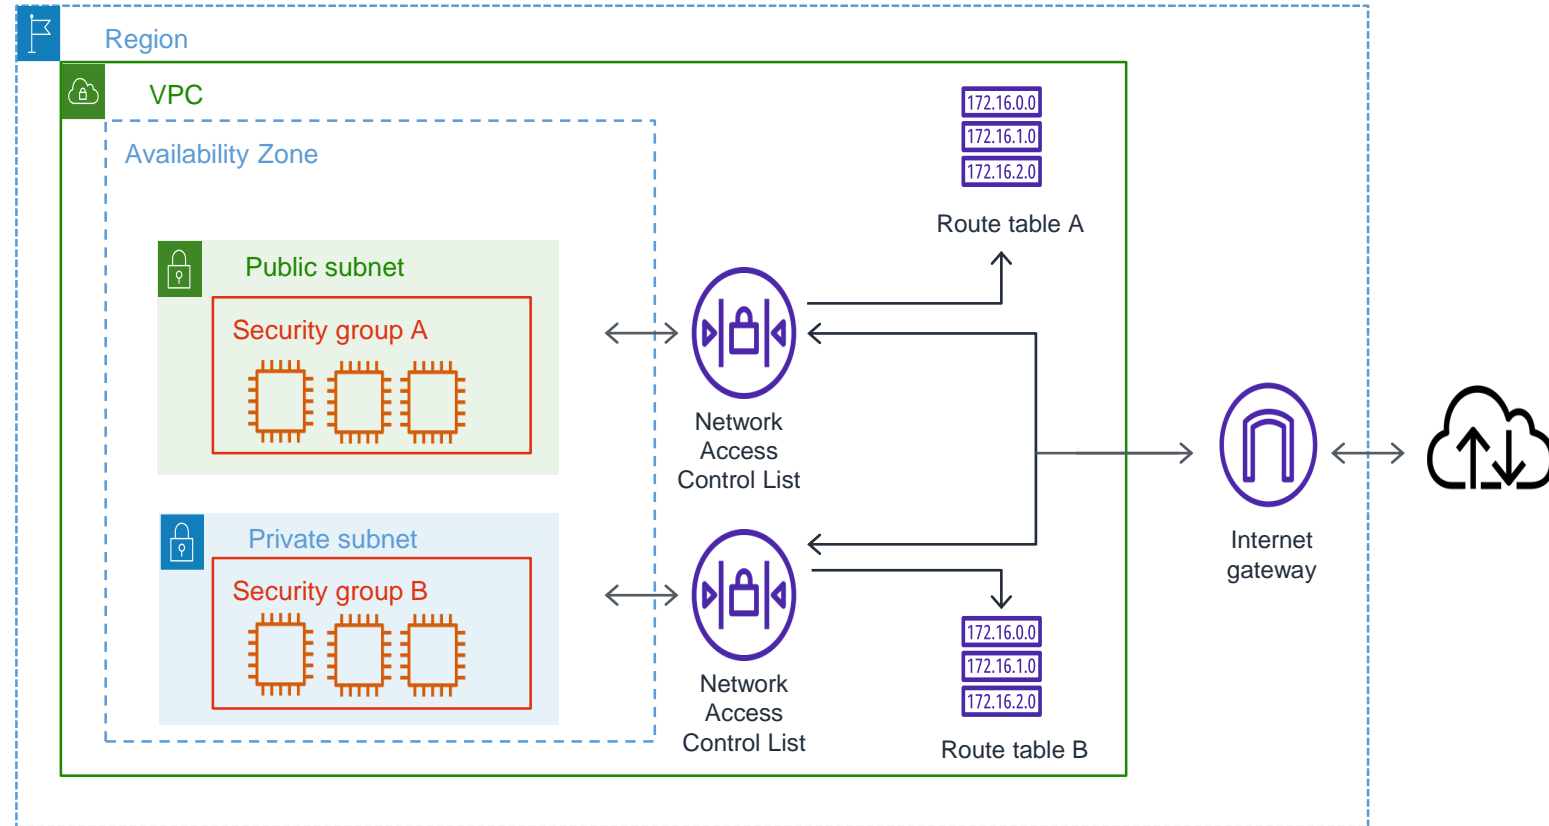 Region
VPC
Availability Zone
172.16.0.0
172.16.1.0
172.16.2.0
Route table A
Public subnet
Security group A
Network
Access
Control List
Private subnet
Security group B
Network
Access
Control List
172.16.0.0
172.16.1.0
172.16.2.0
Route table B
Internet
gateway